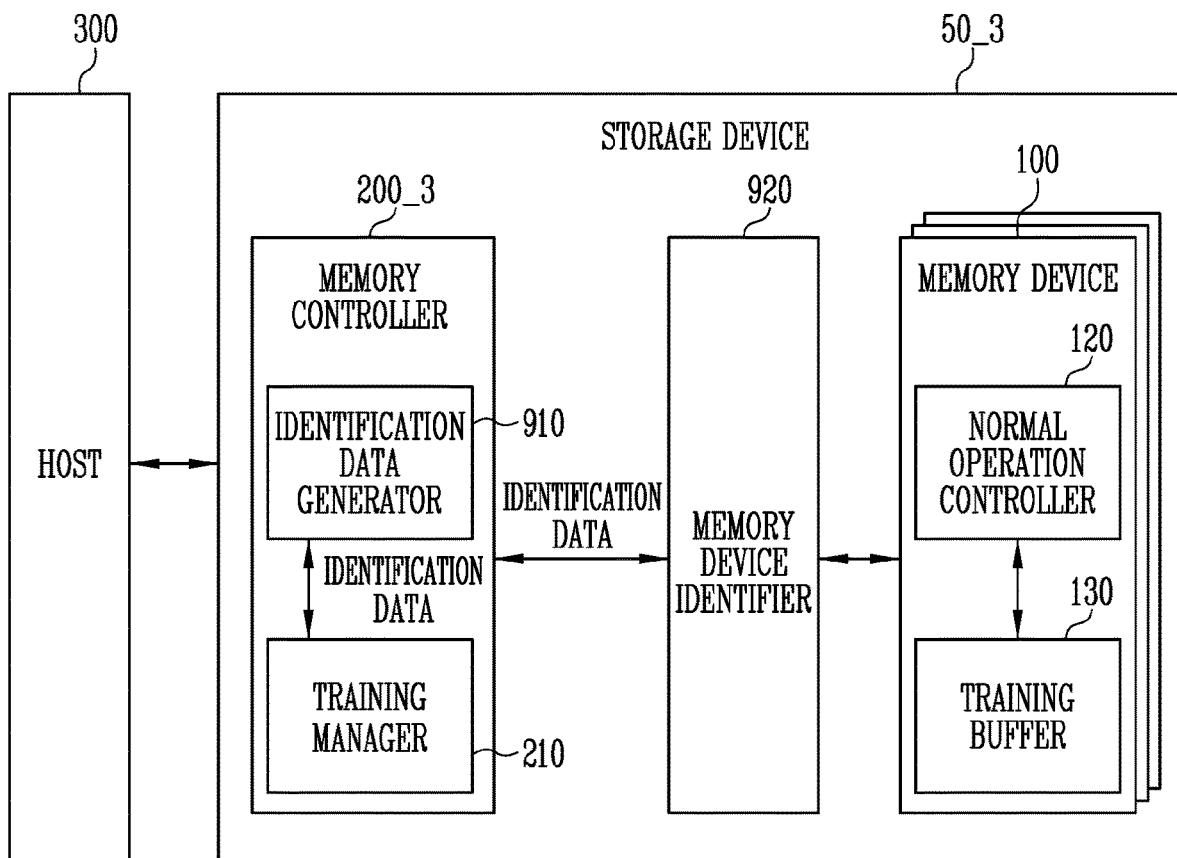 300
50_3
STORAGE DEVICE
200_3
920
100
MEMORY
CONTROLLER
MEMORY DEVICE
120
IDENTIFICATION
DATA
GENERATOR
910
NORMAL
OPERATION
CONTROLLER
HOST
IDENTIFICATION
DATA
MEMORY
DEVICE
IDENTIFIER
IDENTIFICATION
DATA
130
TRAINING
MANAGER
210
TRAINING
BUFFER